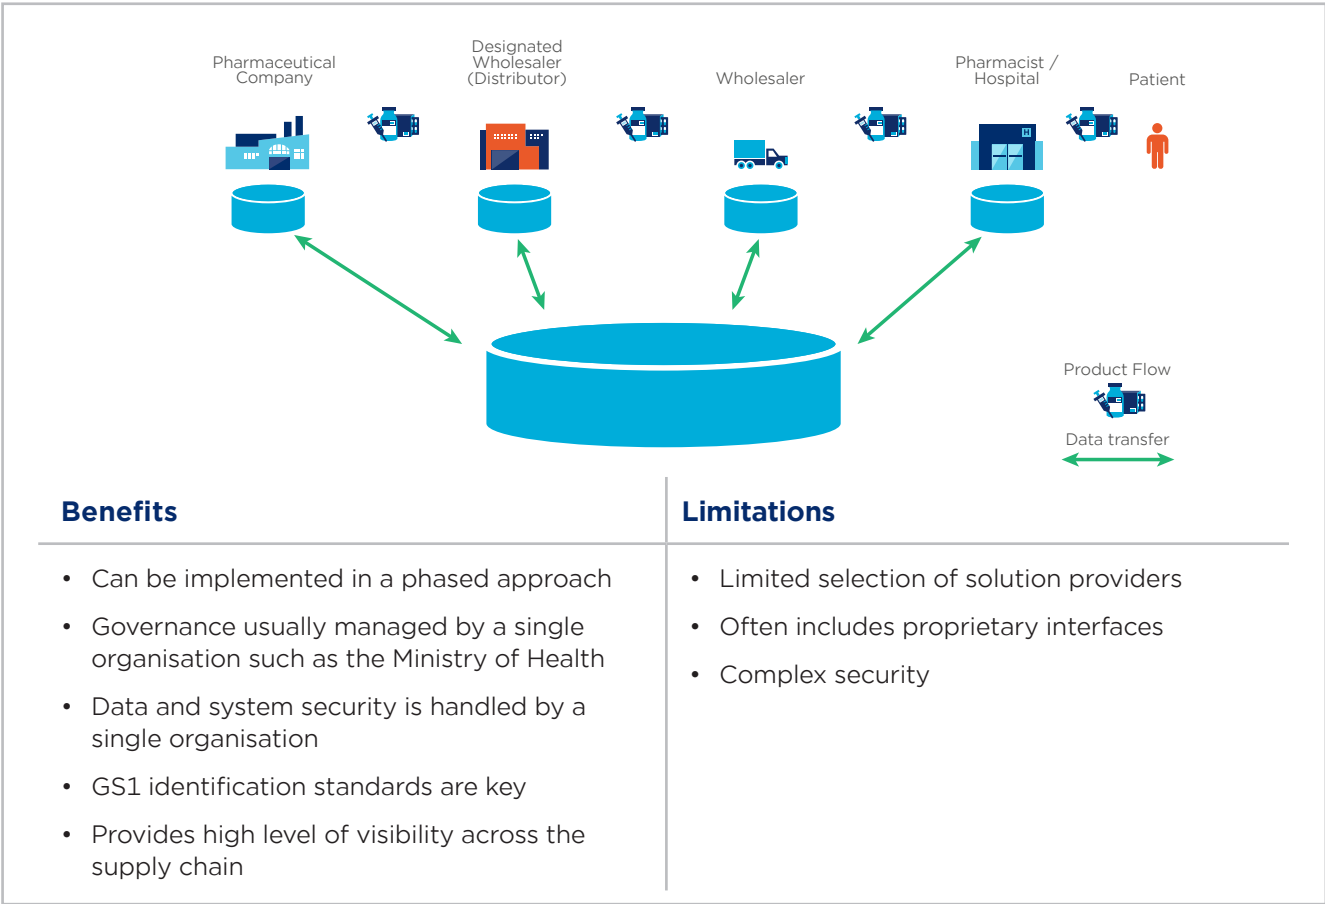 Pharmaceutical
Company
Designated
Wholesaler
(Distributor)
Wholesaler
Pharmacist /
Hospital
Patient
H
Product Flow
Data transfer
Benefits
• Can be implemented in a phased approach
• Governance usually managed by a single
organisation such as the Ministry of Health
• Data and system security is handled by a
single organisation
• GS1 identification standards are key
• Provides high level of visibility across the
supply chain
Limitations
• Limited selection of solution providers
• Often includes proprietary interfaces
• Complex security